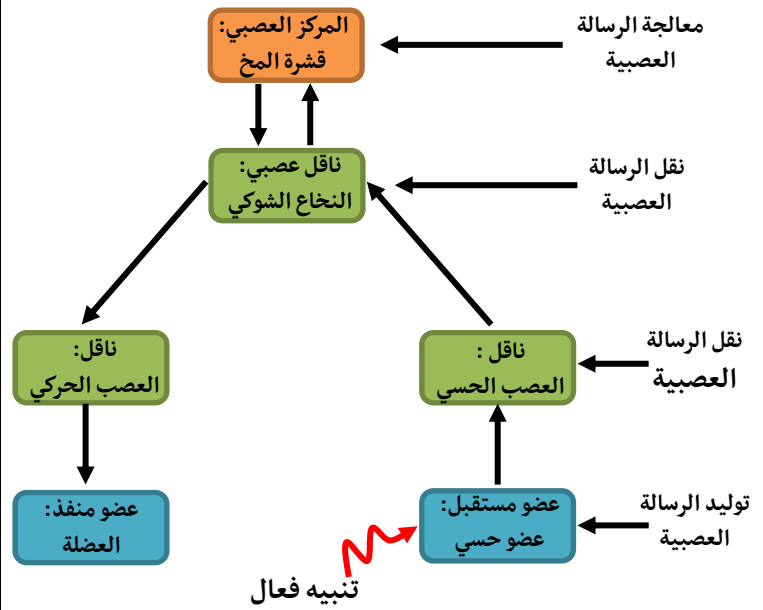 معالجة الرسالة
العصبية
المركز العصبي:
قشرة المخ
نقل الرسالة
العصبية
ناقل عصبي:
النخاع الشوكي
نقل الرسالة
العصبية
ناقل :
العصب الحسي
ناقل:
العصب الحركي
توليد الرسالة
العصبية
عضو مستقبل:
عضو حسي
عضو منفذ:
العضلة
تنبيه فعال